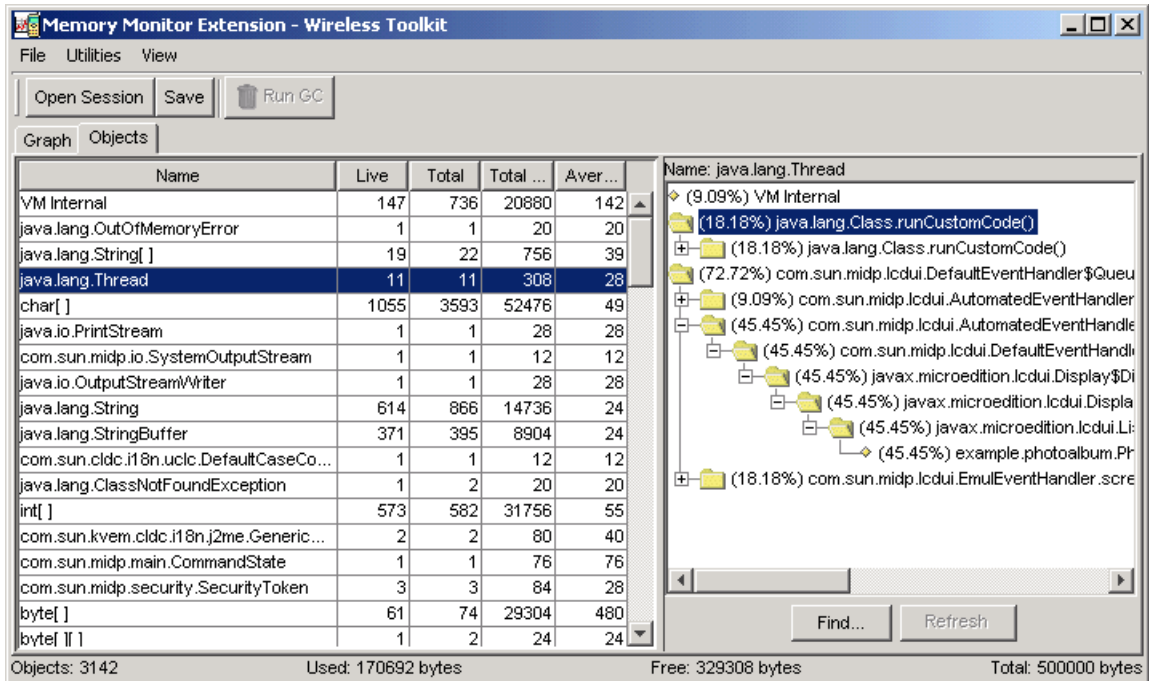 Memory Monitor Extension - Wireless Toolkit
File Utilities View
Open Session Save Run GC
Graph Objects
Name Live Total Total ... Aver...
VM Internal 147 736 20880 142
java.lang.OutOfMemoryError 1 1 20 20
java.lang.String[ ] 19 22 756 39
java.lang.Thread 11 11 308 28
char[ ] 1055 3593 52476 49
java.io.PrintStream 1 1 28 28
com.sun.midp.io.SystemOutputStream 1 1 12 12
java.io.OutputStreamWriter 1 1 28 28
java.lang.String 614 866 14736 24
java.lang.StringBuffer 371 395 8904 24
com.sun.cldc.i18n.uclc.DefaultCaseCo... 1 1 12 12
java.lang.ClassNotFoundException 1 2 20 20
int[ ] 573 582 31756 55
com.sun.kvem.cldc.i18n.j2me.Generic... 2 2 80 40
com.sun.midp.main.CommandState 1 1 76 76
com.sun.midp.security.SecurityToken 3 3 84 28
byte[ ] 61 74 29304 480
byte[ ][ ] 1 2 24 24
Name: java.lang.Thread
(9.09%) VM Internal
(18.18%) java.lang.Class.runCustomCode()
(18.18%) java.lang.Class.runCustomCode()
(72.72%) com.sun.midp.lcdui.DefaultEventHandler$Queu
(9.09%) com.sun.midp.lcdui.AutomatedEventHandler
(45.45%) com.sun.midp.lcdui.AutomatedEventHandle
(45.45%) com.sun.midp.lcdui.DefaultEventHandl
(45.45%) javax.microedition.lcdui.Display$Di
(45.45%) javax.microedition.lcdui.Displa
(45.45%) javax.microedition.lcdui.Li
(45.45%) example.photoalbum.Ph
(18.18%) com.sun.midp.lcdui.EmulEventHandler.scre
Find... Refresh
Objects: 3142 Used: 170692 bytes Free: 329308 bytes Total: 500000 bytes